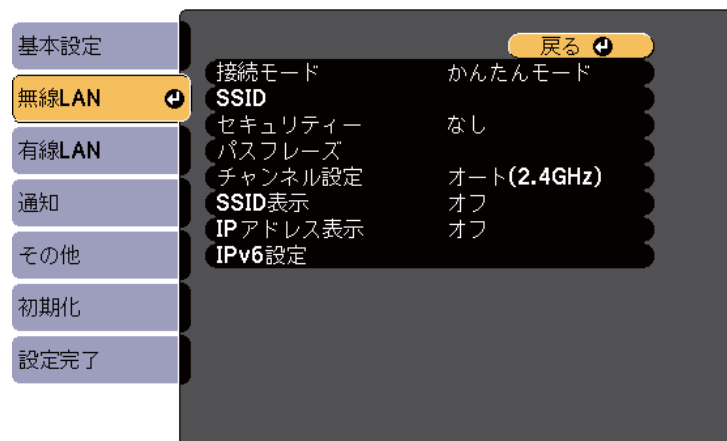 基本設定
無線LAN
有線LAN
通知
その他
初期化
設定完了
戻る
接続モード かんたんモード
SSID
セキュリティー なし
パスフレーズ
チャンネル設定 オート(2.4GHz)
SSID表示 オフ
IPアドレス表示 オフ
IPv6設定